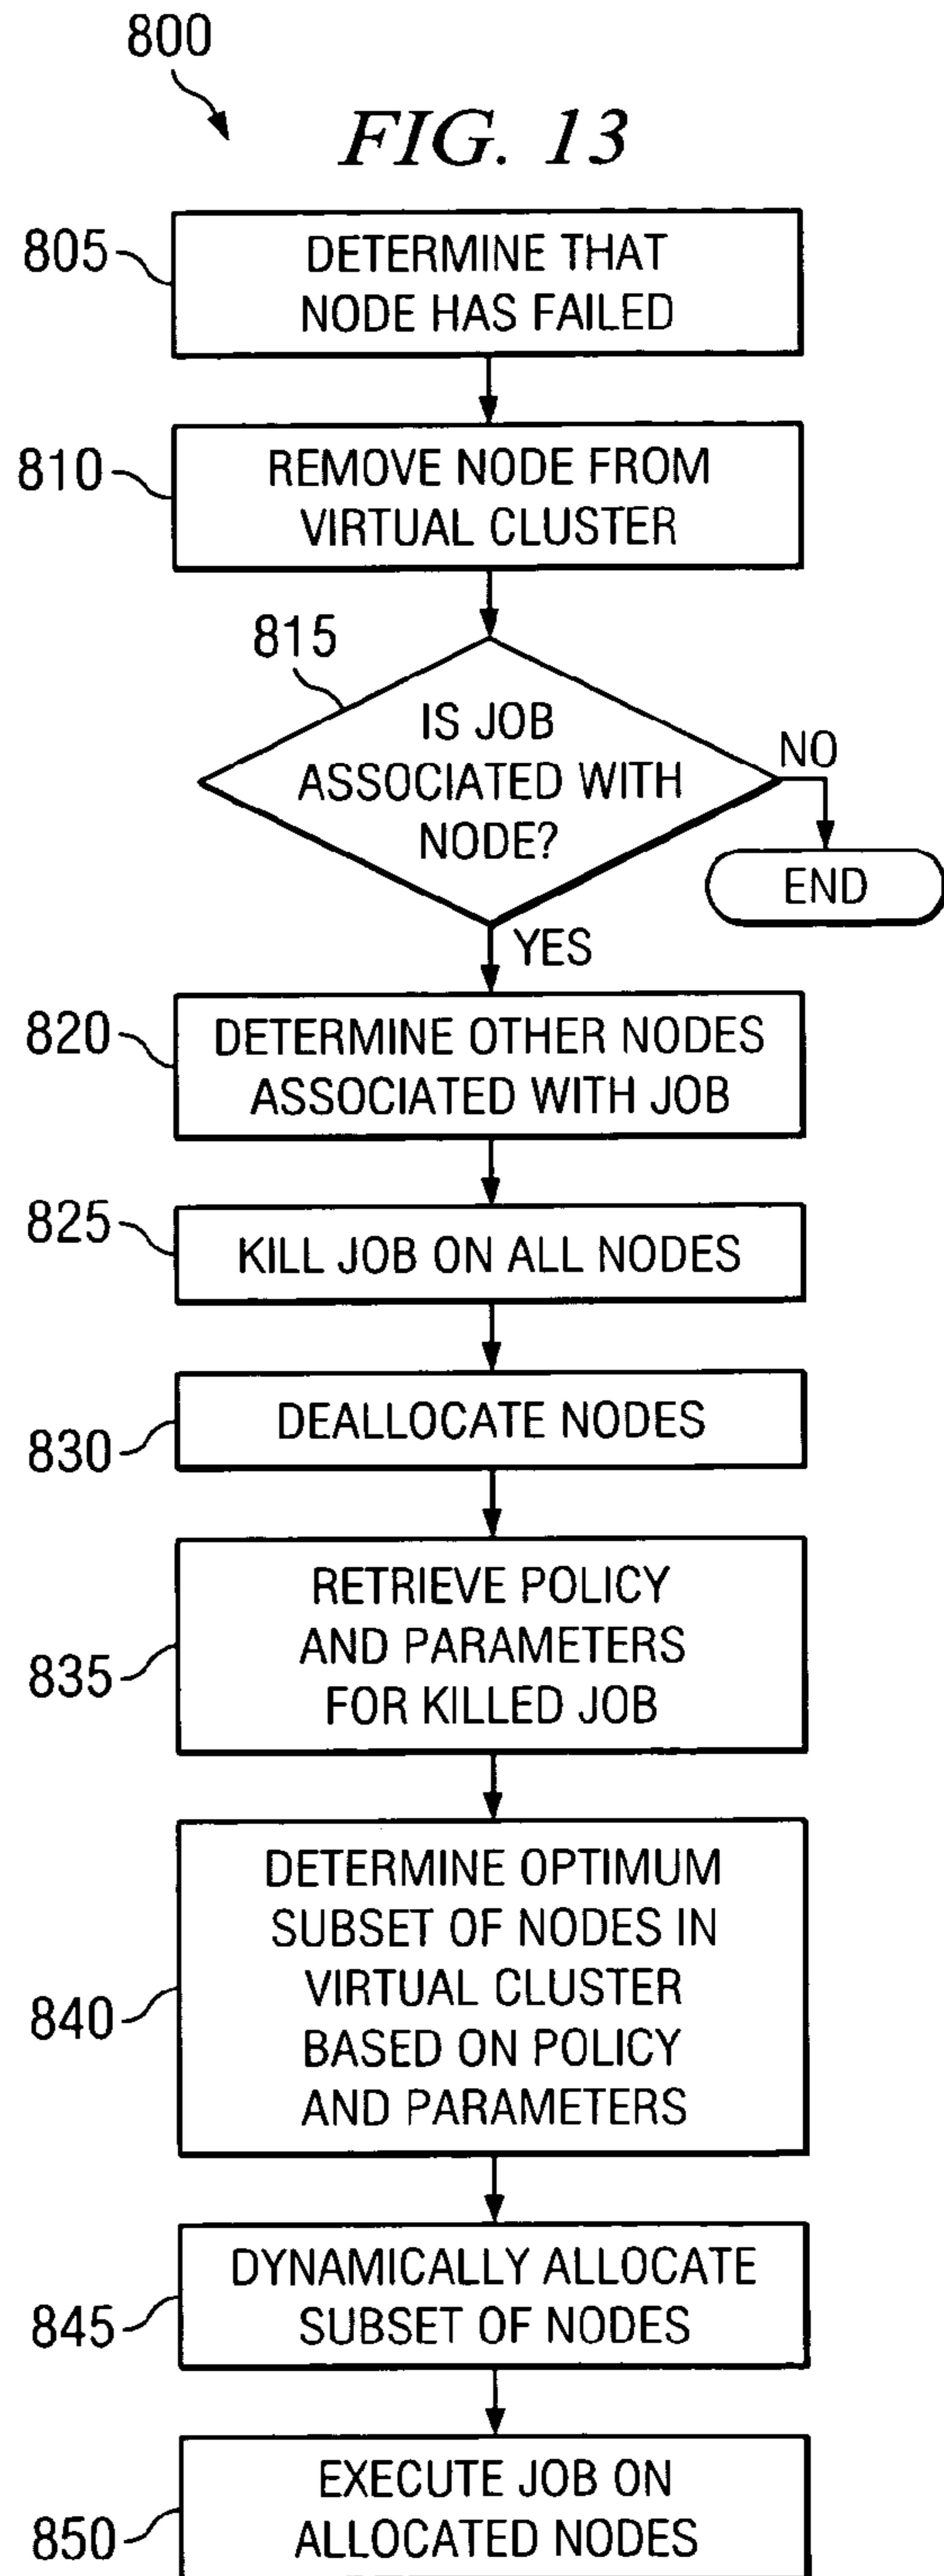 800
FIG. 13
805
DETERMINE THAT
NODE HAS FAILED
810
REMOVE NODE FROM
VIRTUAL CLUSTER
815
IS JOB
ASSOCIATED WITH
NODE?
NO
END
YES
820
DETERMINE OTHER NODES
ASSOCIATED WITH JOB
825
KILL JOB ON ALL NODES
830
DEALLOCATE NODES
835
RETRIEVE POLICY
AND PARAMETERS
FOR KILLED JOB
840
DETERMINE OPTIMUM
SUBSET OF NODES IN
VIRTUAL CLUSTER
BASED ON POLICY
AND PARAMETERS
845
DYNAMICALLY ALLOCATE
SUBSET OF NODES
850
EXECUTE JOB ON
ALLOCATED NODES